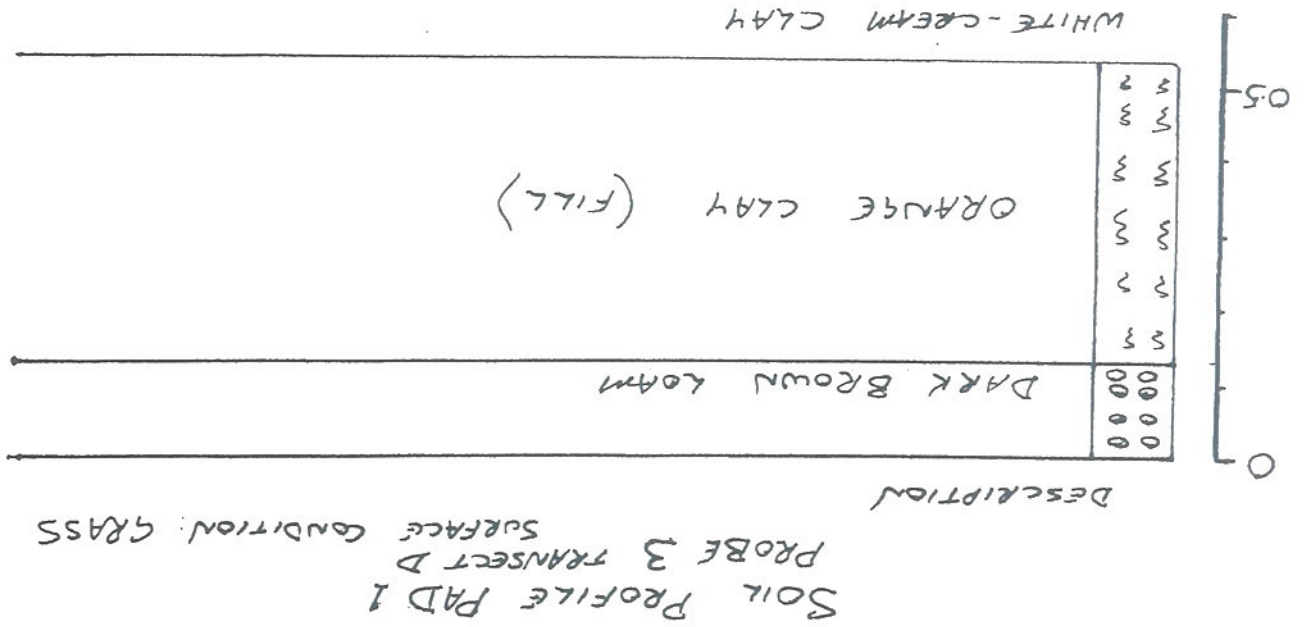 SOIL PROFILE PAD 1
PROBE 3 TRANSECT D
SURFACE CONDITION: GRASS
DESCRIPTION
0
DARK BROWN LOAM
ORANGE CLAY (FILL)
0.5
WHITE-CREAM CLAY